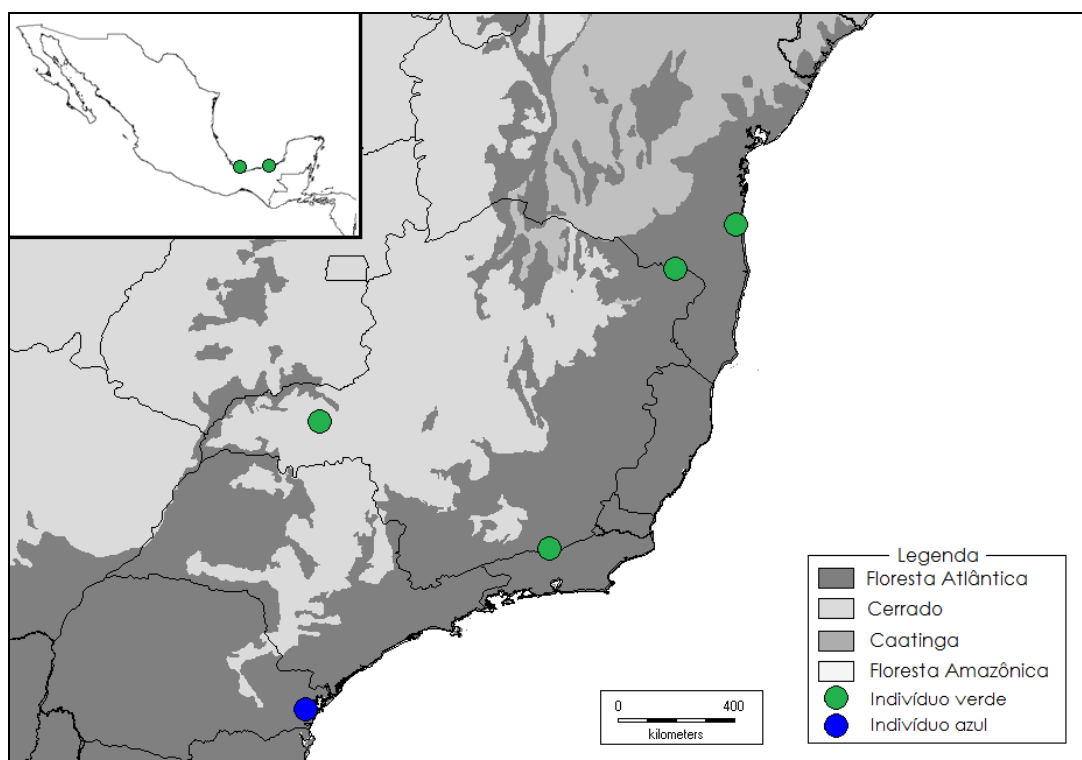 Legenda
Floresta Atlântica
Cerrado
Caatinga
Floresta Amazônica
Indivíduo verde
Indivíduo azul
0 400
kilometers